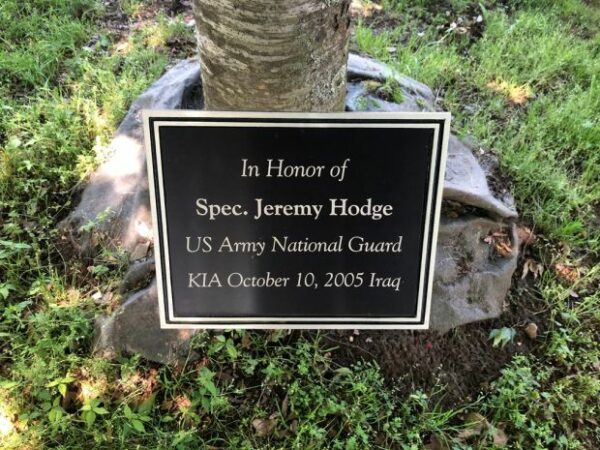 In Honor of
Spec. Jeremy Hodge
US Army National Guard
KIA October 10, 2005 Iraq